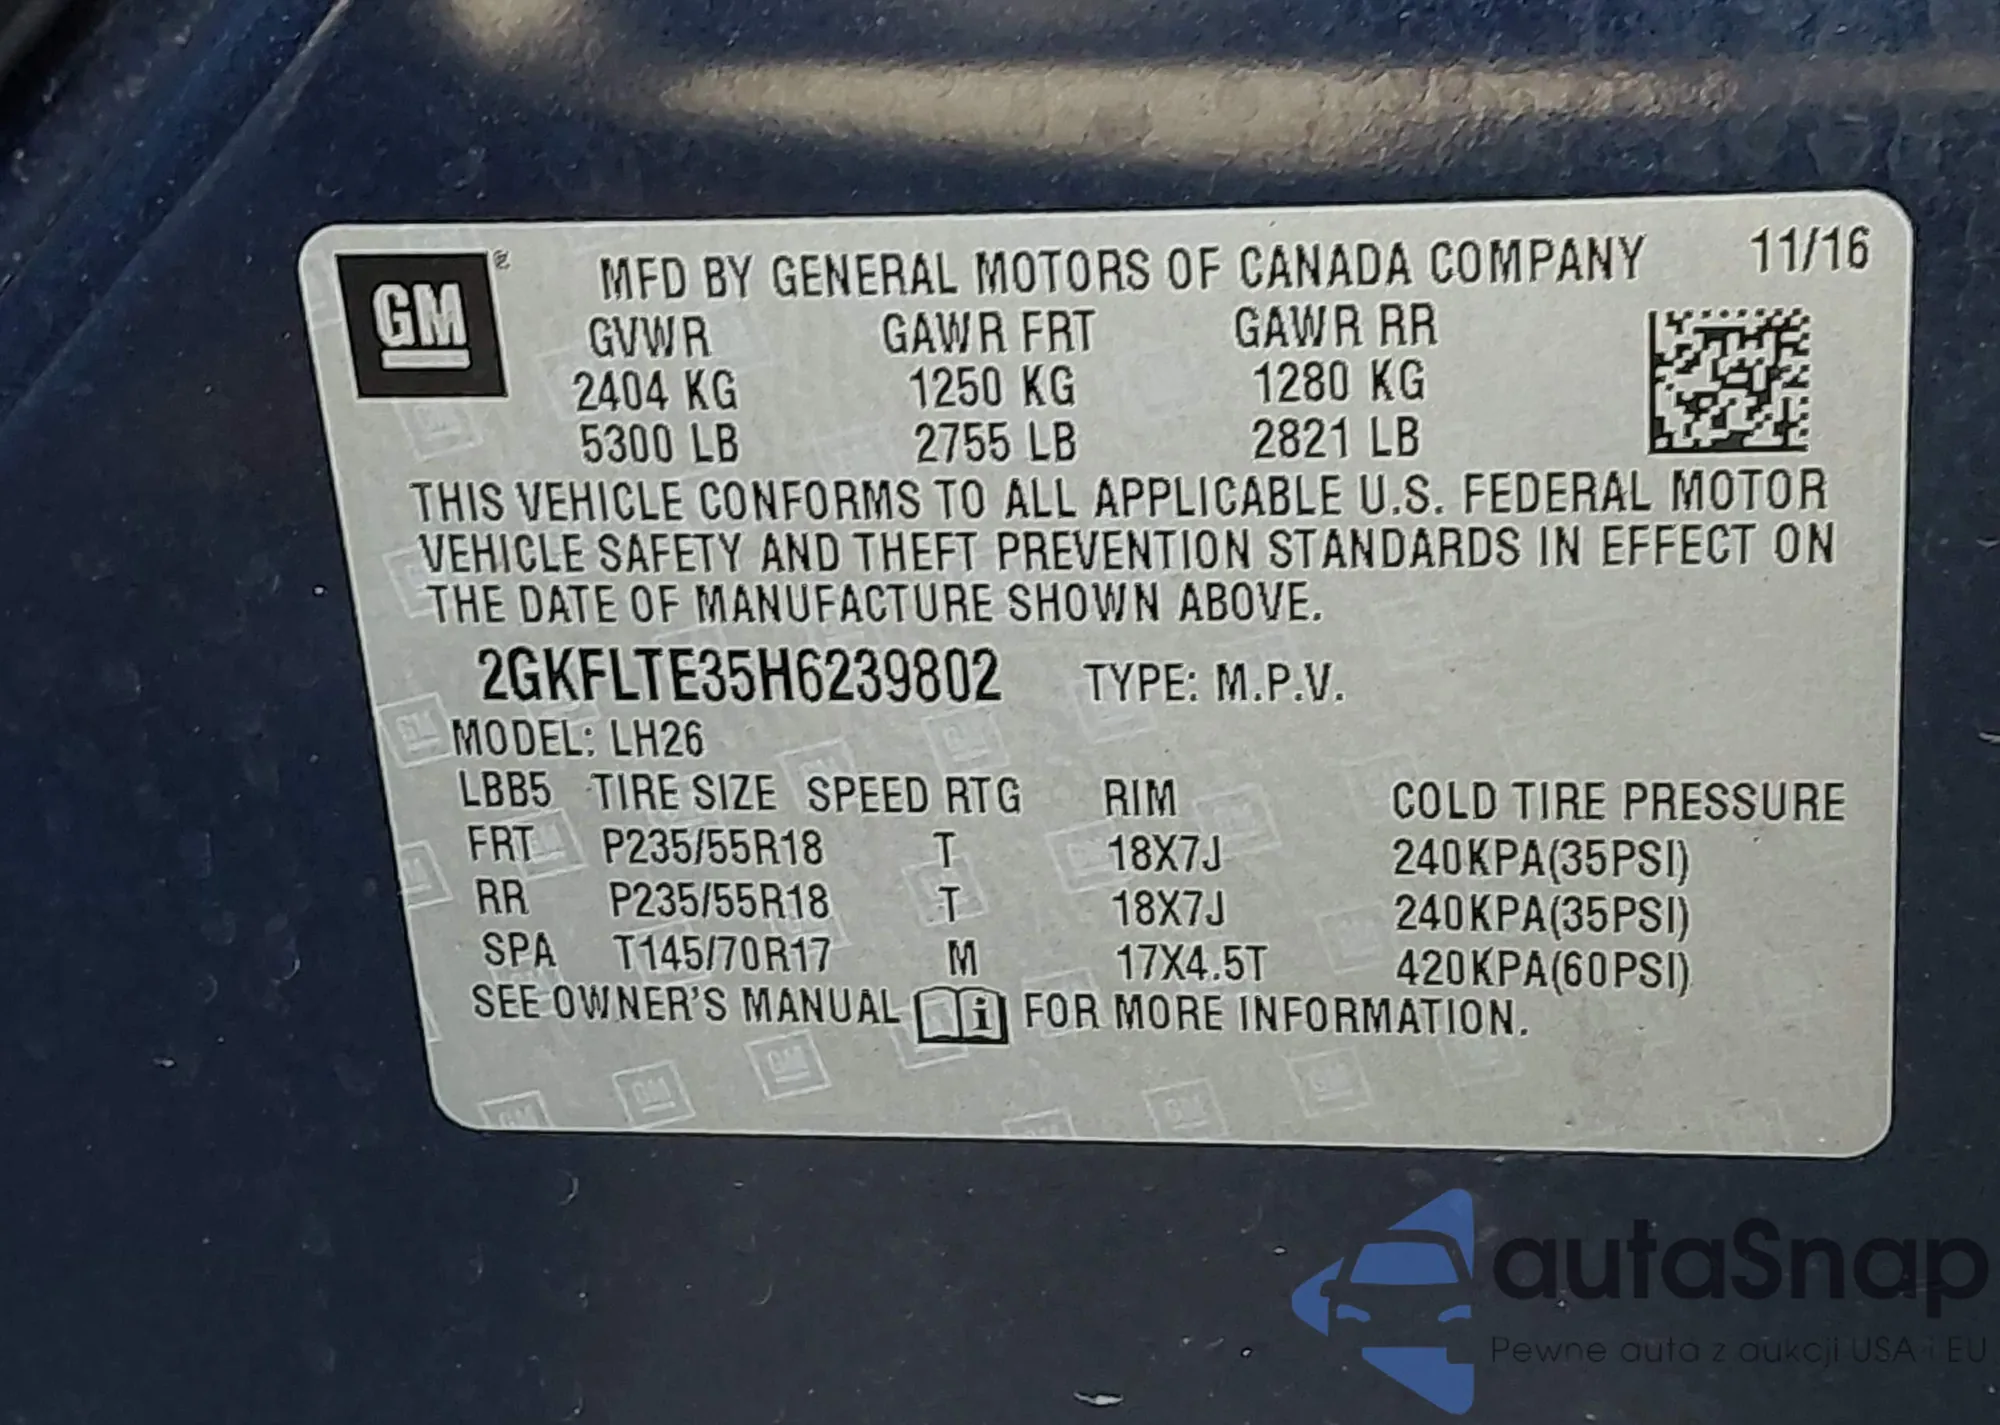 GM
MFD BY GENERAL MOTORS OF CANADA COMPANY 11/16
GVWR GAWR FRT GAWR RR
2404 KG 1250 KG 1280 KG
5300 LB 2755 LB 2821 LB
THIS VEHICLE CONFORMS TO ALL APPLICABLE U.S. FEDERAL MOTOR
VEHICLE SAFETY AND THEFT PREVENTION STANDARDS IN EFFECT ON
THE DATE OF MANUFACTURE SHOWN ABOVE.
2GKFLTE35H6239802 TYPE: M.P.V.
MODEL: LH26
LBB5 TIRE SIZE SPEED RTG RIM COLD TIRE PRESSURE
FRT P235/55R18 T 18X7J 240KPA(35PSI)
RR P235/55R18 T 18X7J 240KPA(35PSI)
SPA T145/70R17 M 17X4.5T 420KPA(60PSI)
SEE OWNER'S MANUAL i FOR MORE INFORMATION.
autaSnap
Pewne auta z aukcji USA i EU